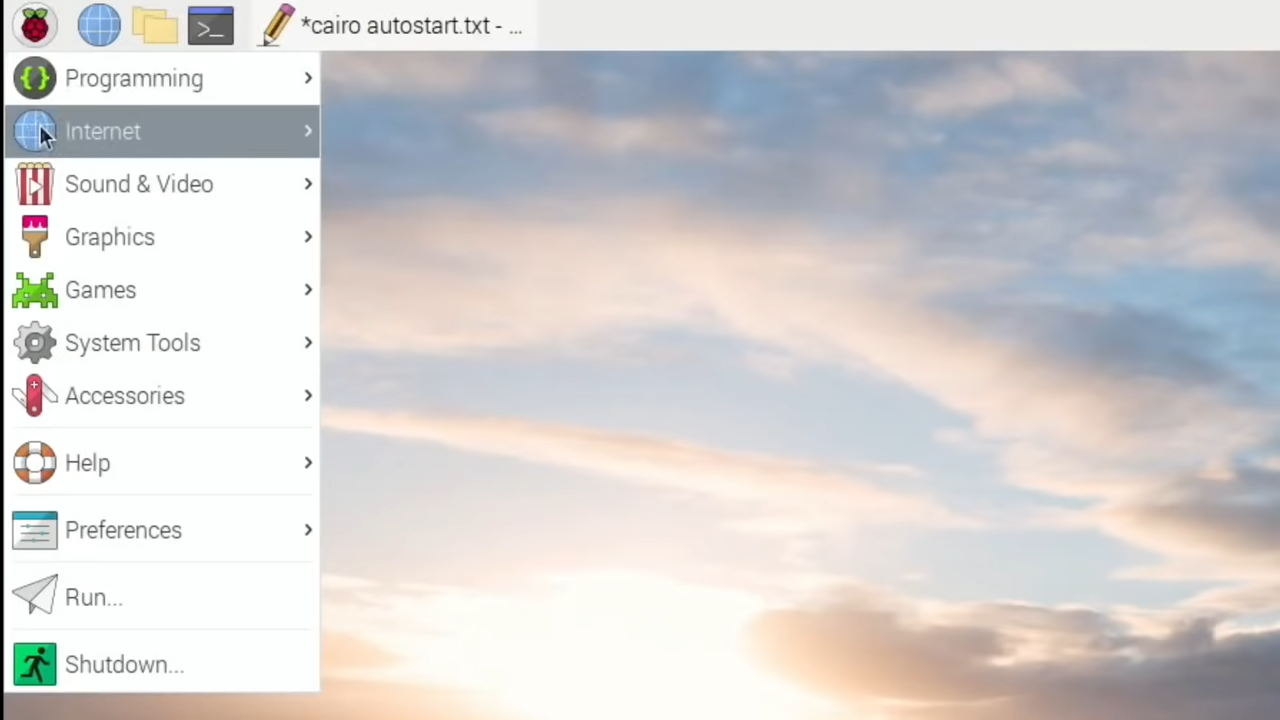 *cairo autostart.txt - ...
Programming
Internet
Sound & Video
Graphics
Games
System Tools
Accessories
Help
Preferences
Run...
Shutdown...